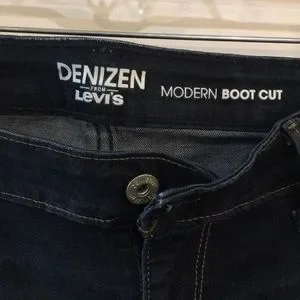 DENIZEN
FROM
Levi's
MODERN BOOT CUT